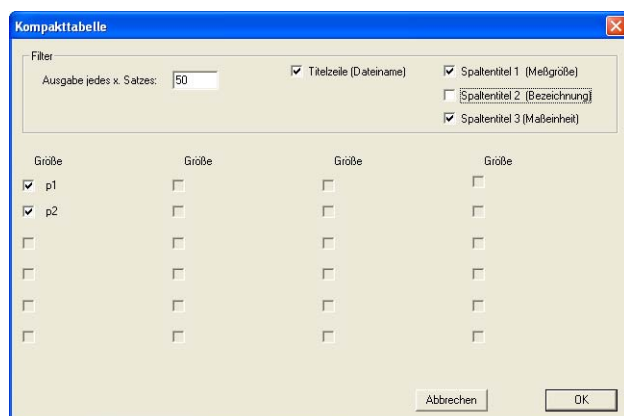 Kompakttabelle
Filter
Ausgabe jedes x. Satzes: 50
Titelzeile (Dateiname)
Spaltentitel 1 (Meßgröße)
Spaltentitel 2 (Bezeichnung)
Spaltentitel 3 (Maßeinheit)
Größe Größe Größe Größe
p1
p2
Abbrechen OK